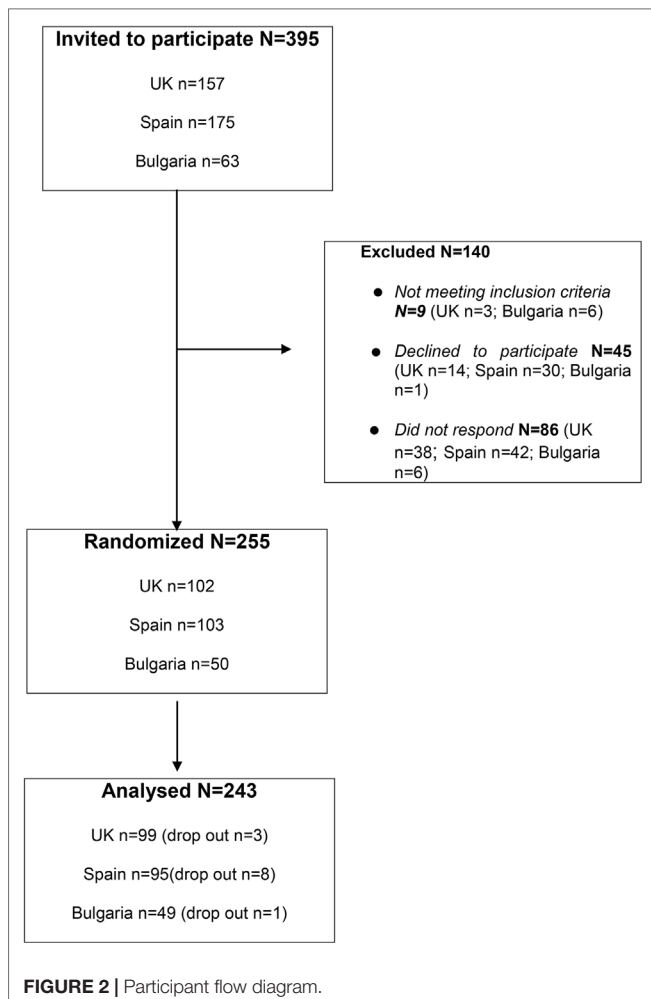 Invited to participate N=395
UK n=157
Spain n=175
Bulgaria n=63
Excluded N=140
● Not meeting inclusion criteria
N=9 (UK n=3; Bulgaria n=6)
● Declined to participate N=45
(UK n=14; Spain n=30; Bulgaria
n=1)
● Did not respond N=86 (UK
n=38; Spain n=42; Bulgaria
n=6)
Randomized N=255
UK n=102
Spain n=103
Bulgaria n=50
Analysed N=243
UK n=99 (drop out n=3)
Spain n=95(drop out n=8)
Bulgaria n=49 (drop out n=1)
FIGURE 2 | Participant flow diagram.